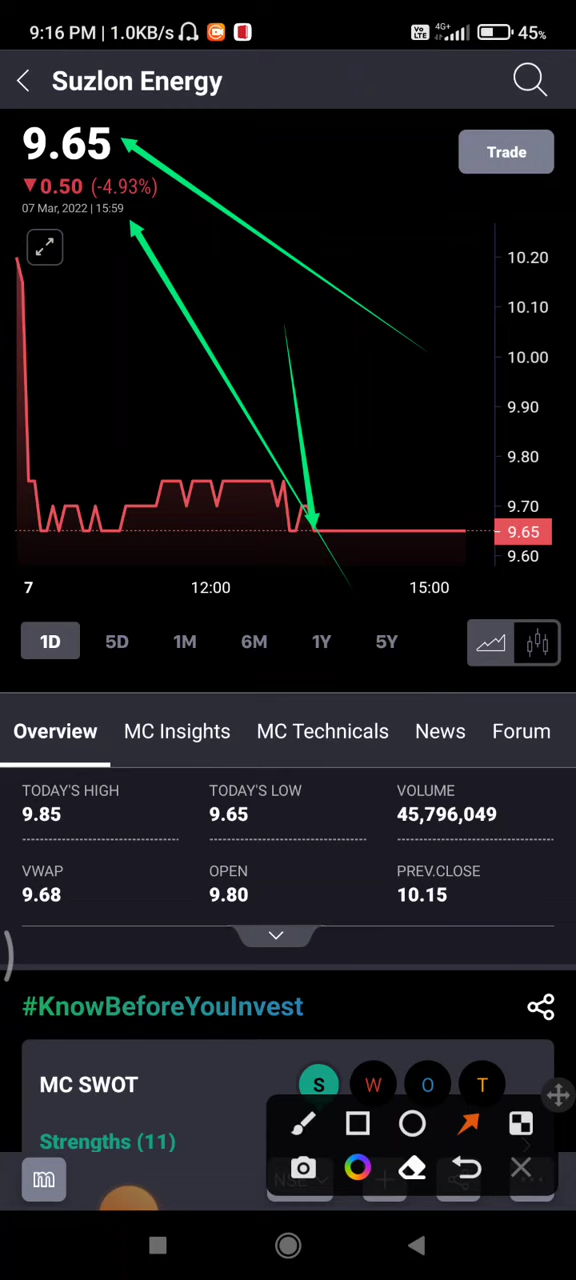 9:16 PM | 1.0KB/s
Vo LTE 4G+ 45%
Suzlon Energy
9.65
Trade
▼0.50 (-4.93%)
07 Mar, 2022 | 15:59
10.20
10.10
10.00
9.90
9.80
9.70
9.65
9.60
7 12:00 15:00
1D 5D 1M 6M 1Y 5Y
Overview MC Insights MC Technicals News Forum
TODAY'S HIGH TODAY'S LOW VOLUME
9.85 9.65 45,796,049
VWAP OPEN PREV.CLOSE
9.68 9.80 10.15
#KnowBeforeYouInvest
MC SWOT S W O T
Strengths (11)
m